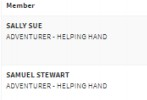 Member
SALLY SUE
ADVENTURER - HELPING HAND
SAMUEL STEWART
ADVENTURER - HELPING HAND